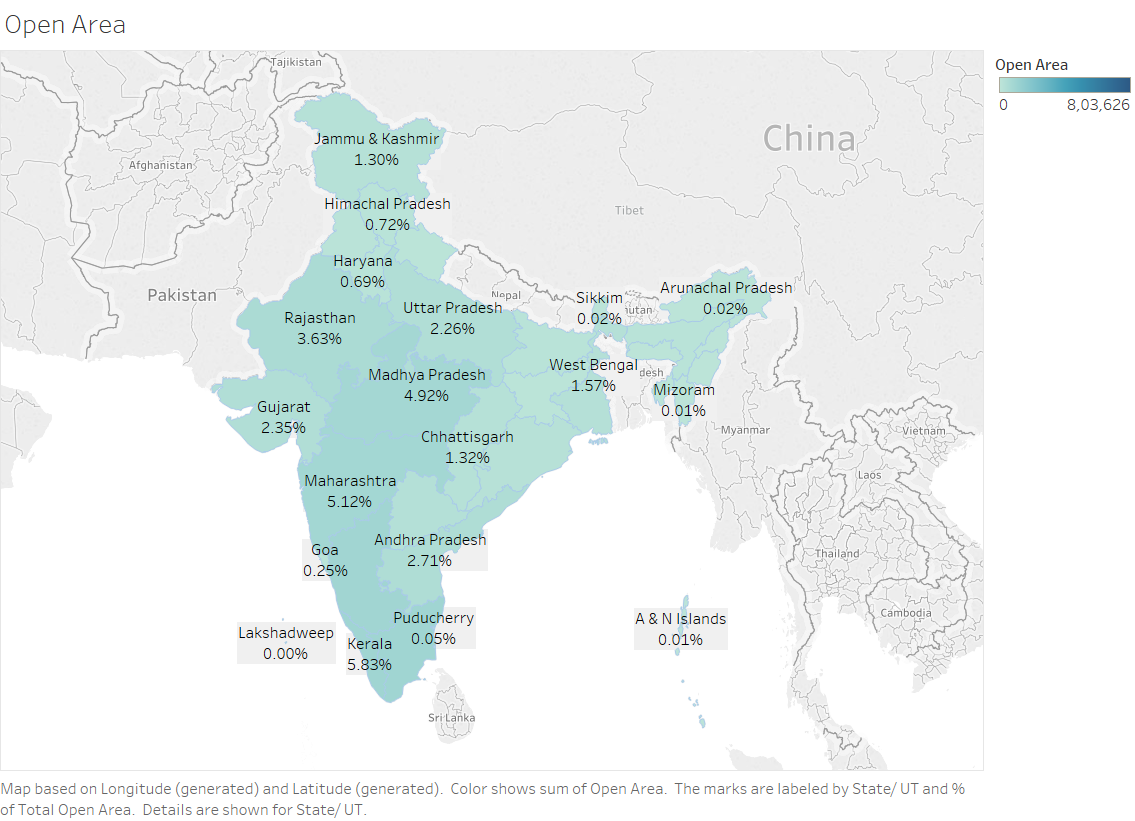 Open Area
Tajikistan
Open Area
0 8,03,626
Jammu & Kashmir
1.30%
China
Afghanistan
Himachal Pradesh
0.72%
Tibet
Haryana
0.69%
Pakistan
Nepal
Sikkim
0.02%
utan
Arunachal Pradesh
0.02%
Rajasthan
3.63%
Uttar Pradesh
2.26%
West Bengal
1.57%
desh
Madhya Pradesh
4.92%
Mizoram
0.01%
Gujarat
2.35%
Myanmar
Vietnam
Chhattisgarh
1.32%
Laos
Maharashtra
5.12%
Goa
0.25%
Andhra Pradesh
2.71%
Thailand
Cambodia
Puducherry
0.05%
A & N Islands
0.01%
Lakshadweep
0.00%
Kerala
5.83%
Sri Lanka
Map based on Longitude (generated) and Latitude (generated).  Color shows sum of Open Area.  The marks are labeled by State/ UT and %
of Total Open Area.  Details are shown for State/ UT.